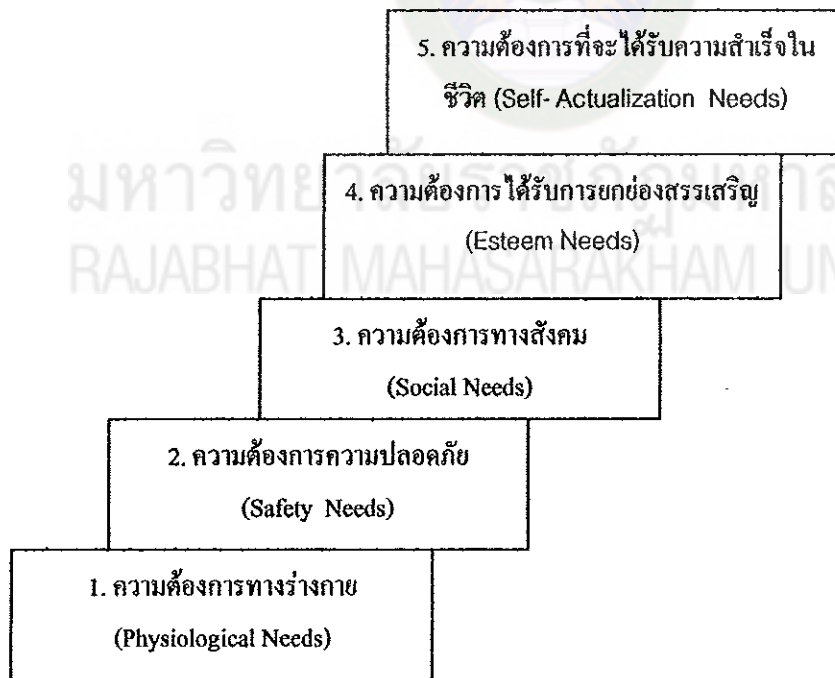 5. ความต้องการที่จะได้รับความสำเร็จใน
ชีวิต (Self- Actualization Needs)
4. ความต้องการได้รับการยกย่องสรรเสริญ
(Esteem Needs)
3. ความต้องการทางสังคม
(Social Needs)
2. ความต้องการความปลอดภัย
(Safety Needs)
1. ความต้องการทางร่างกาย
(Physiological Needs)
มหาวิทยาลัยราชภัฏมหาส
RAJABHAT MAHASARAKHAM UN